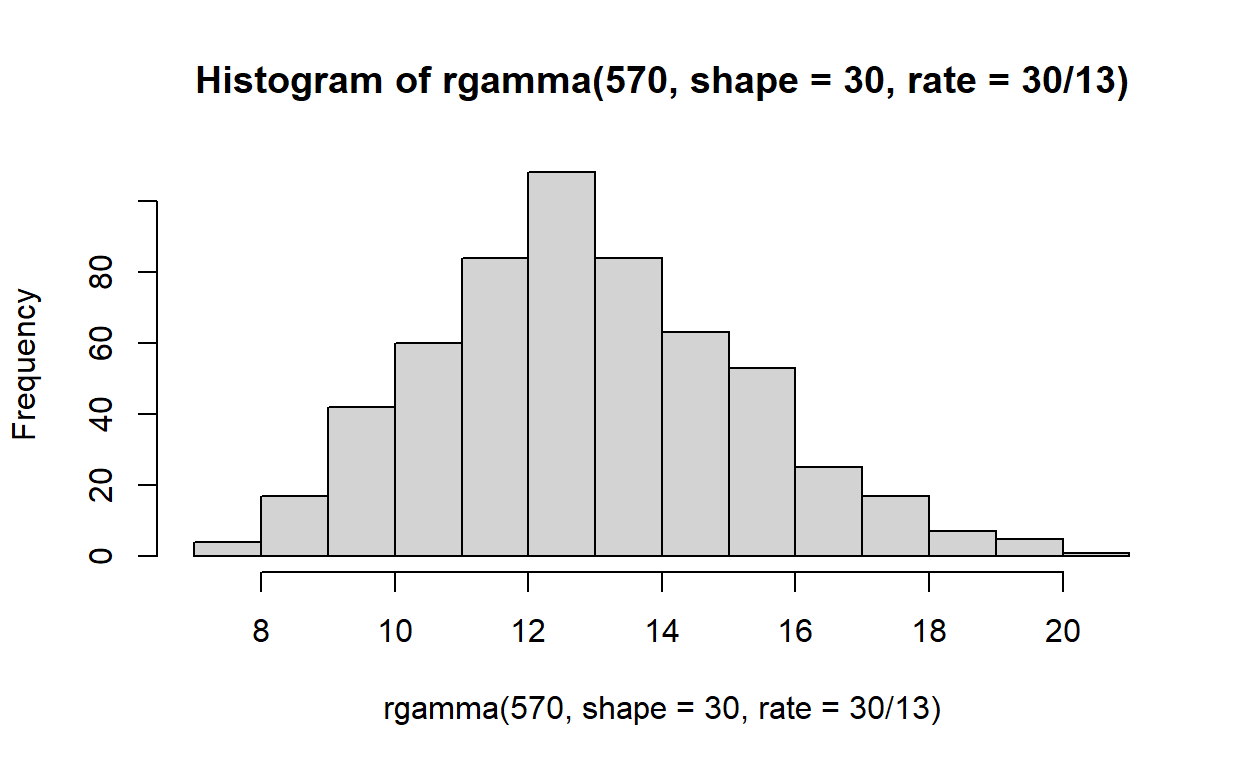 Histogram of rgamma(570, shape = 30, rate = 30/13)
Frequency
80
60
40
20
0
8 10 12 14 16 18 20
rgamma(570, shape = 30, rate = 30/13)